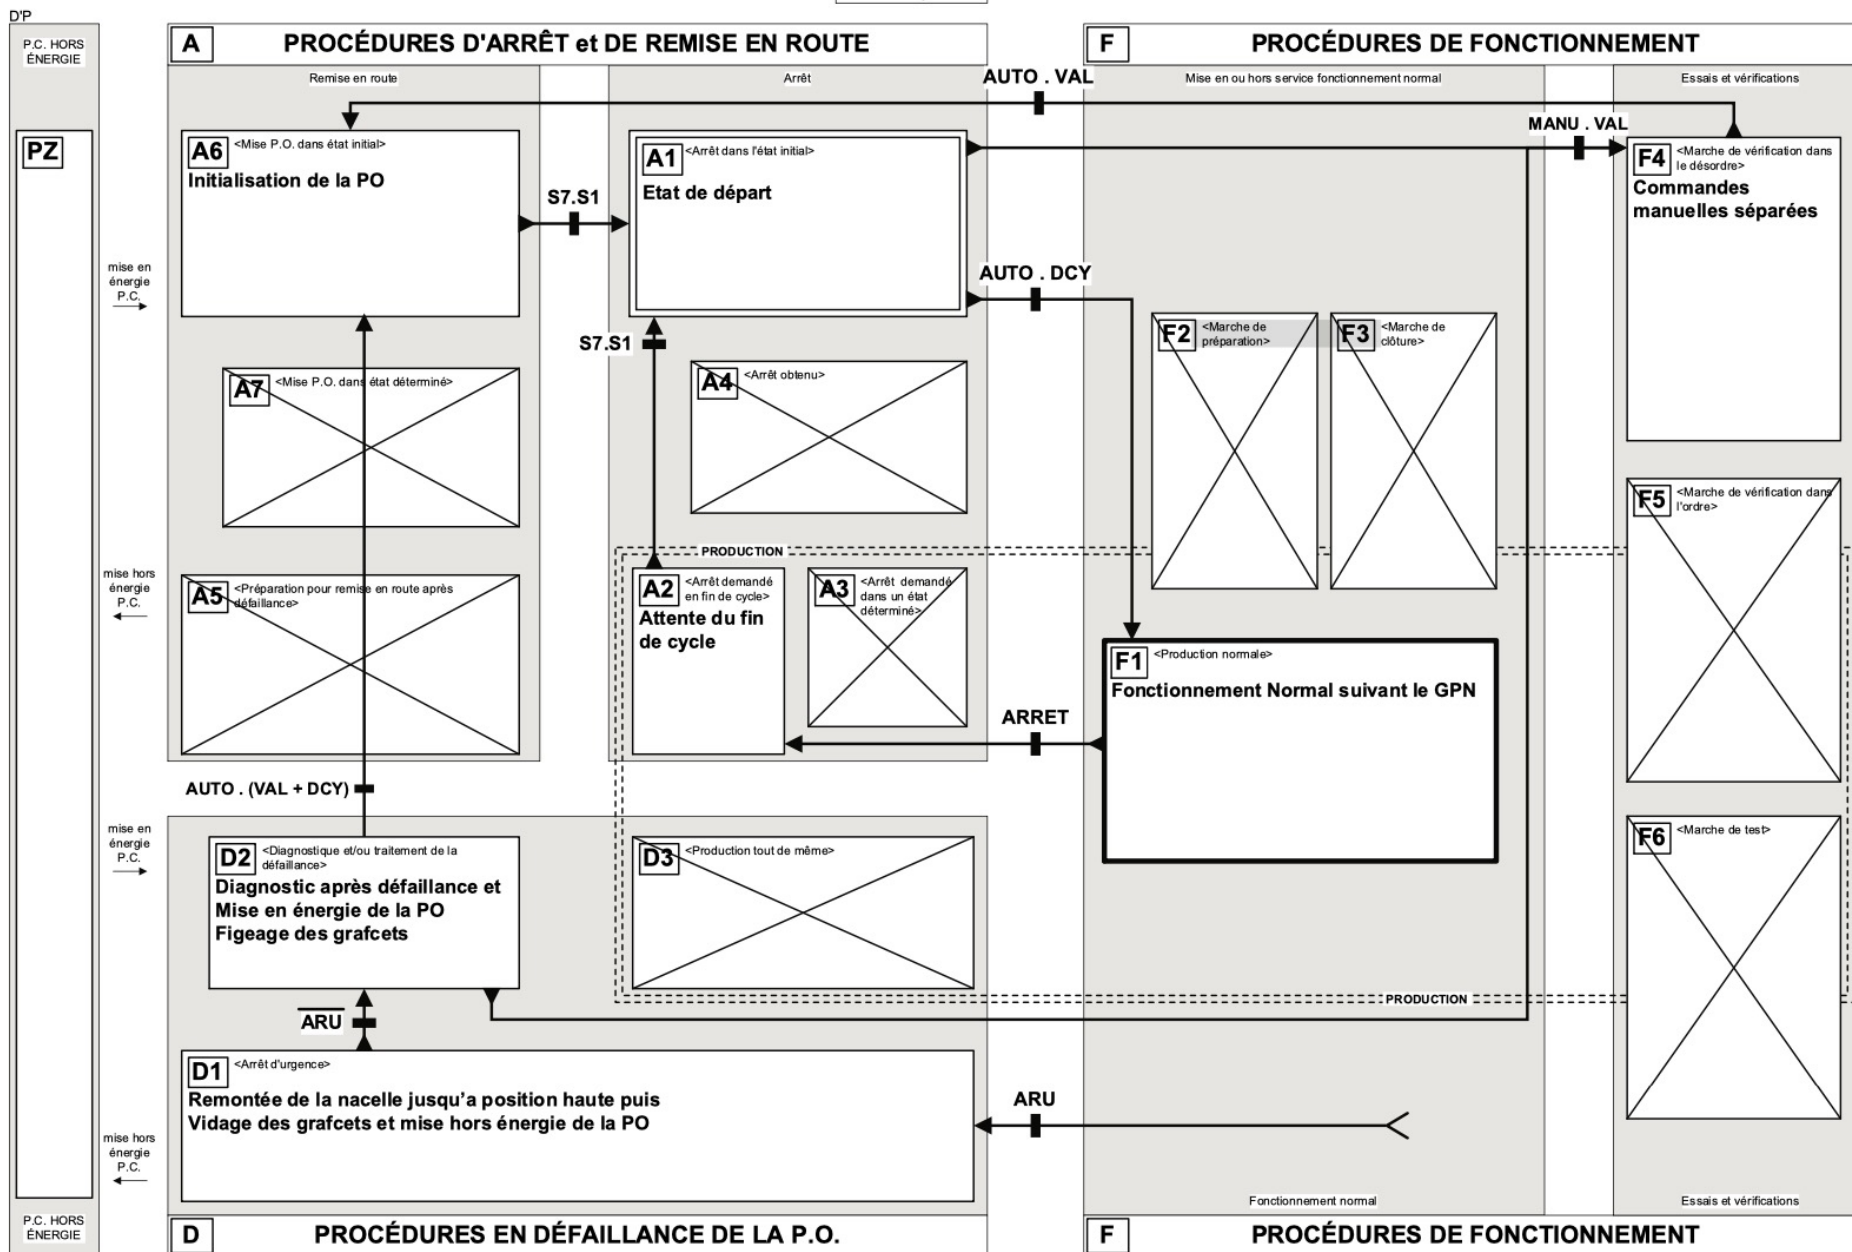 D'P
P.C. HORS
ÉNERGIE
A
PROCÉDURES D'ARRÊT et DE REMISE EN ROUTE
F
PROCÉDURES DE FONCTIONNEMENT
Remise en route
Arrêt
AUTO . VAL
Mise en ou hors service fonctionnement normal
Essais et vérifications
PZ
A6 <Mise P.O. dans état initial>
Initialisation de la PO
S7.S1
A1 <Arrêt dans l'état initial>
Etat de départ
MANU . VAL
F4 <Marche de vérification dans
le désordre>
Commandes
manuelles séparées
mise en
énergie
P.C.
AUTO . DCY
S7.S1
F2 <Marche de
préparation>
F3 <Marche de
clôture>
A7 <Mise P.O. dans état déterminé>
A4 <Arrêt obtenu>
F5 <Marche de vérification dans
l'ordre>
PRODUCTION
mise hors
énergie
P.C.
A5 <Préparation pour remise en route après
défaillance>
A2 <Arrêt demandé
en fin de cycle>
Attente du fin
de cycle
A3 <Arrêt demandé
dans un état
déterminé>
F1 <Production normale>
Fonctionnement Normal suivant le GPN
ARRET
AUTO . (VAL + DCY)
mise en
énergie
P.C.
D2 <Diagnostique et/ou traitement de la
défaillance>
Diagnostic après défaillance et
Mise en énergie de la PO
Figeage des grafcets
D3 <Production tout de même>
F6 <Marche de test>
PRODUCTION
ARU
D1 <Arrêt d'urgence>
Remontée de la nacelle jusqu'a position haute puis
Vidage des grafcets et mise hors énergie de la PO
ARU
mise hors
énergie
P.C.
Fonctionnement normal
Essais et vérifications
P.C. HORS
ÉNERGIE
D
PROCÉDURES EN DÉFAILLANCE DE LA P.O.
F
PROCÉDURES DE FONCTIONNEMENT